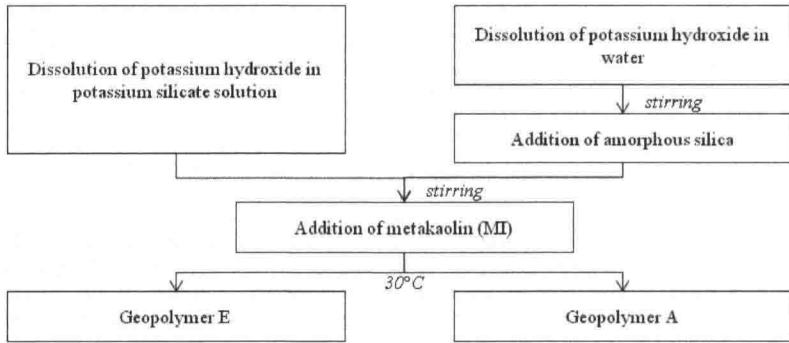 Dissolution of potassium hydroxide in
potassium silicate solution
Dissolution of potassium hydroxide in
water
stirring
Addition of amorphous silica
stirring
Addition of metakaolin (MI)
30°C
Geopolymer E
Geopolymer A